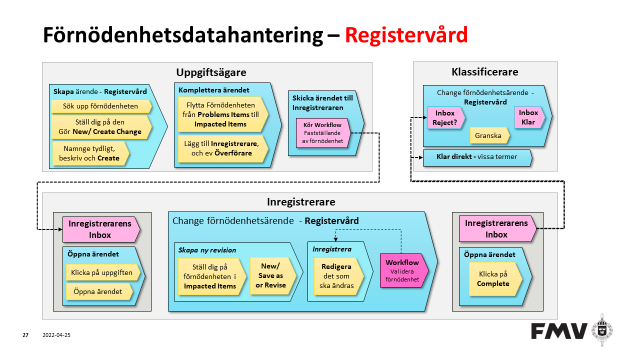 Förnödenhetsdatahantering – Registervård
Uppgiftsägare
Skapa ärende - Registervård
Sök upp förnödenheten
Ställ dig på den
Gör New/ Create Change
Namnge tydligt,
beskriv och Create
Komplettera ärendet
Flytta Förnödenheten
från Problems Items till
Impacted Items
Lägg till Inregistrerare,
och ev Överförare
Skicka ärendet till
Inregistreraren
Kör Workflow
Fastställande
av förnödenhet
Klassificerare
Change förnödenhetsärende -
Registervård
Inbox
Reject?
Granska
Inbox
Klar
Klar direkt - vissa termer
Inregistrerare
Inregistrerarens
Inbox
Öppna ärendet
Klicka på uppgiften
Öppna ärendet
Change förnödenhetsärende - Registervård
Skapa ny revision
Ställ dig på
förnödenheten i
Impacted Items
New/
Save as
or Revise
Inregistrera
Redigera
det som
ska ändras
Workflow
Validera
förnödenhet
Inregistrerarens
Inbox
Öppna ärendet
Klicka på
Complete
27
2022-04-25
FMV